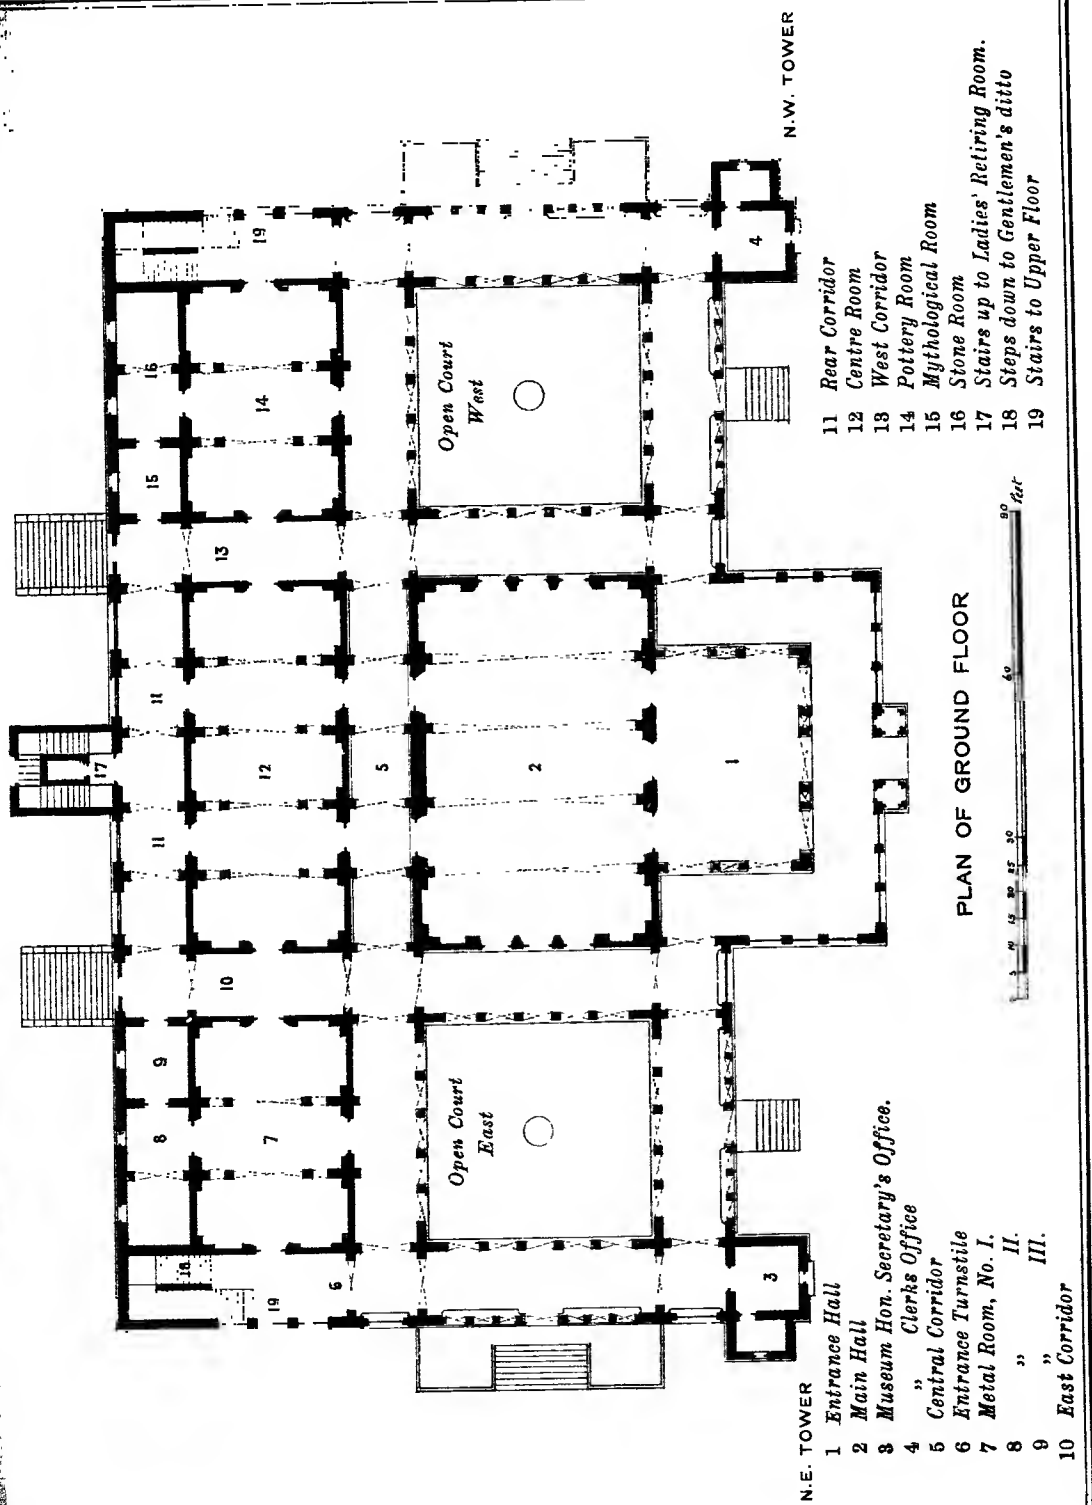 N.E. TOWER
N.W. TOWER
Open Court
East
Open Court
West
19
18
6
3
7
8
9
10
11
11
17
12
5
2
1
13
15
16
14
19
4
PLAN OF GROUND FLOOR
5 10 15 20 25 30 60 90 Feet
1 Entrance Hall
2 Main Hall
3 Museum Hon. Secretary's Office.
4 „ Clerks Office
5 Central Corridor
6 Entrance Turnstile
7 Metal Room, No. I.
8 „ II.
9 „ III.
10 East Corridor
11 Rear Corridor
12 Centre Room
13 West Corridor
14 Pottery Room
15 Mythological Room
16 Stone Room
17 Stairs up to Ladies' Retiring Room.
18 Steps down to Gentlemen's ditto
19 Stairs to Upper Floor